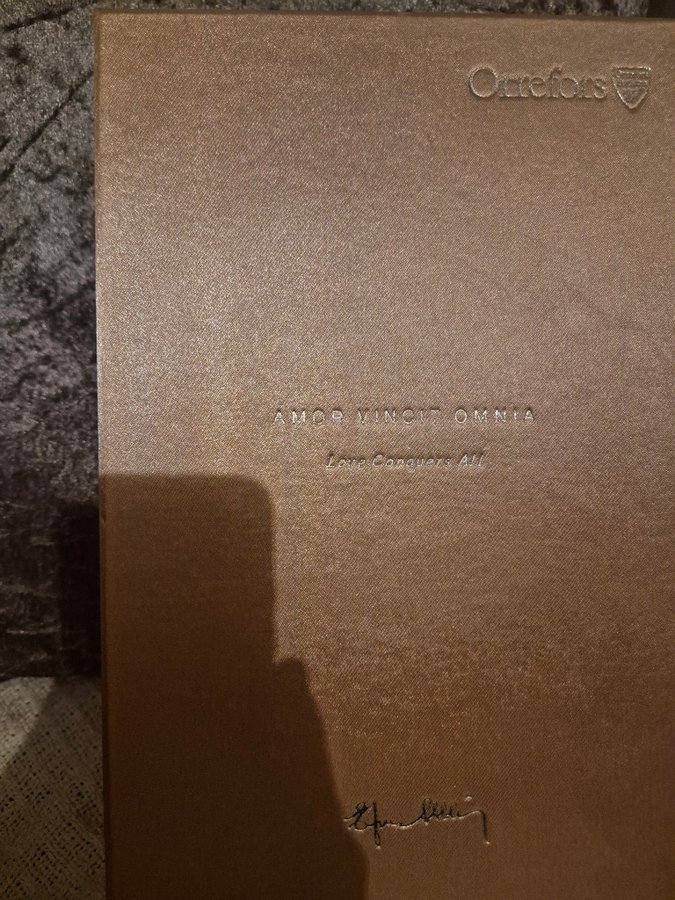 Orrefors
AMOR VINCIT OMNIA
Love Conquers All